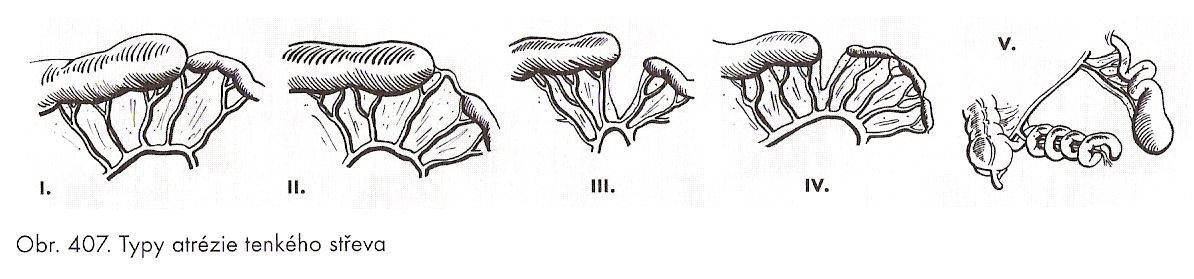 I.
II.
III.
IV.
V.
Obr. 407. Typy atrézie tenkého střeva